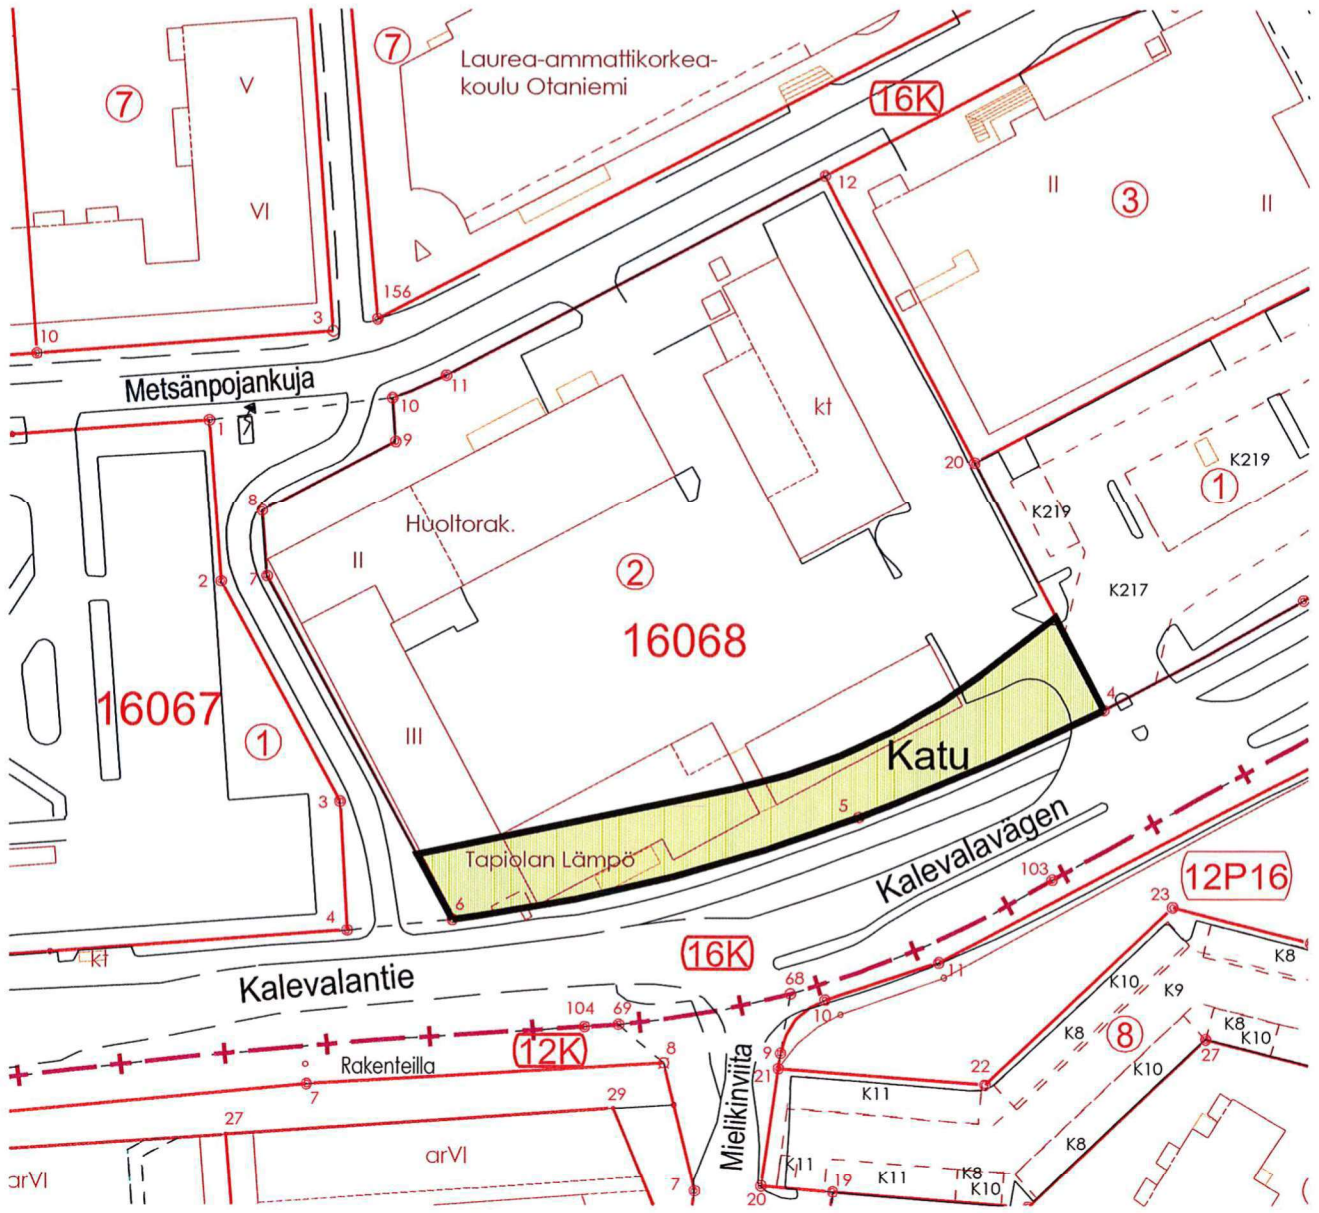 7
Laurea-ammattikorkea-
koulu Otaniemi
7
V
16K
12
II
3
II
VI
156
3
10
Metsänpojankuja
11
10
1
9
kt
20
K219
1
8
K219
Huoltorak.
II
2
7
2
K217
16068
16067
4
1
III
Katu
3
5
Tapiolan Lämpö
Kalevalavägen
103
12P16
6
23
4
16K
kt
11
K8
Kalevalantie
68
K10
K9
10
104
69
K8
8
K8
K10
12K
Rakenteilla
8
9
27
21
22
K10
7
K11
29
27
Mielikinviita
K8
arVI
arVI
K11
K11
K8
K10
7
20
19